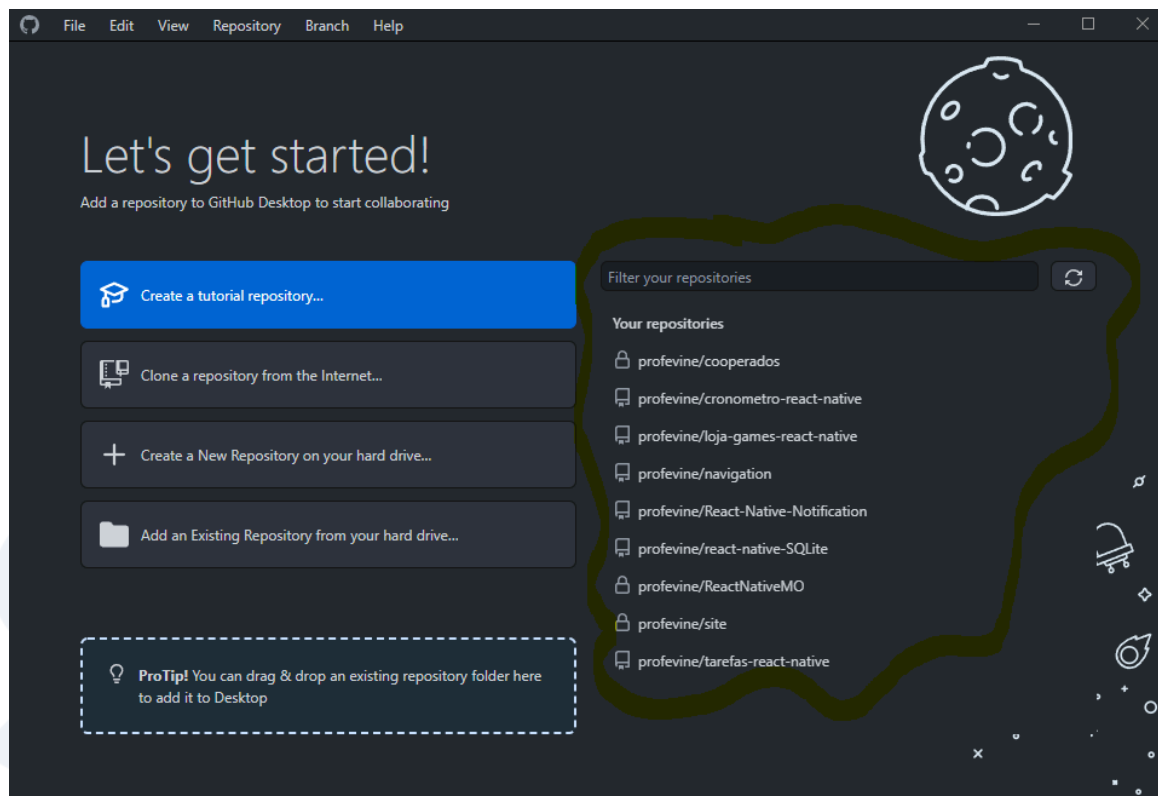 File Edit View Repository Branch Help
Let's get started!
Add a repository to GitHub Desktop to start collaborating
Create a tutorial repository...
Clone a repository from the Internet...
Create a New Repository on your hard drive...
Add an Existing Repository from your hard drive...
ProTip! You can drag & drop an existing repository folder here
to add it to Desktop
Filter your repositories
Your repositories
profevine/cooperados
profevine/cronometro-react-native
profevine/loja-games-react-native
profevine/navigation
profevine/React-Native-Notification
profevine/react-native-SQLite
profevine/ReactNativeMO
profevine/site
profevine/tarefas-react-native